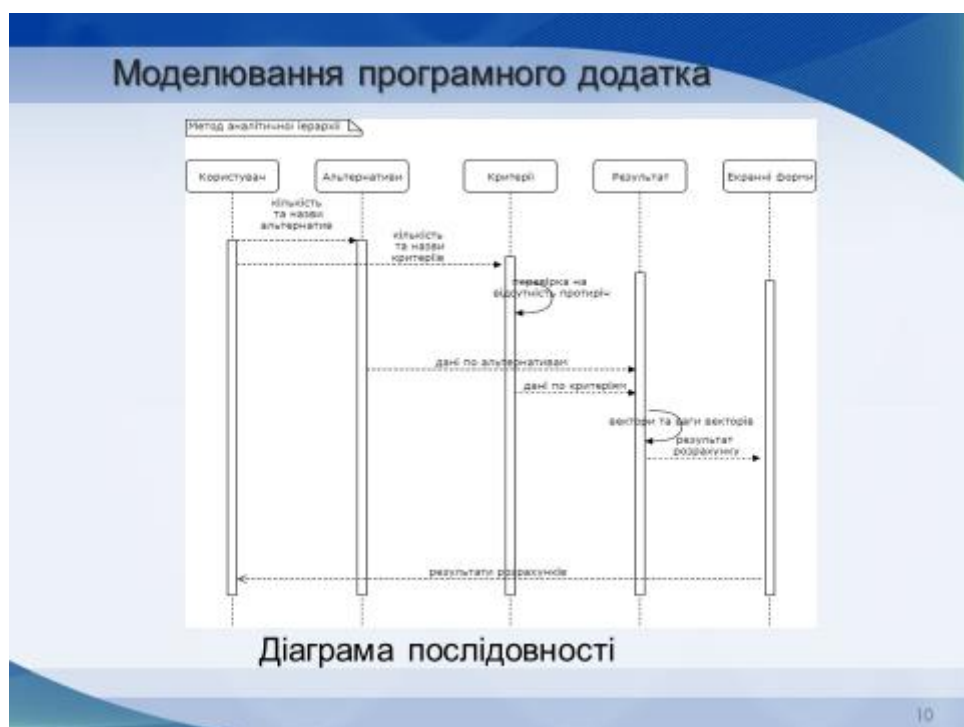 Моделювання програмного додатка
Метод аналітичної ієрархії
Користувач
Альтернативи
Критерії
Результат
Екранні форми
кількість
та назви
альтернатив
кількість
та назви
критеріїв
перевірка на
відсутність протиріч
дані по альтернативам
дані по критеріям
вектори та ваги векторів
результат
розрахунку
результати розрахунків
Діаграма послідовності
10